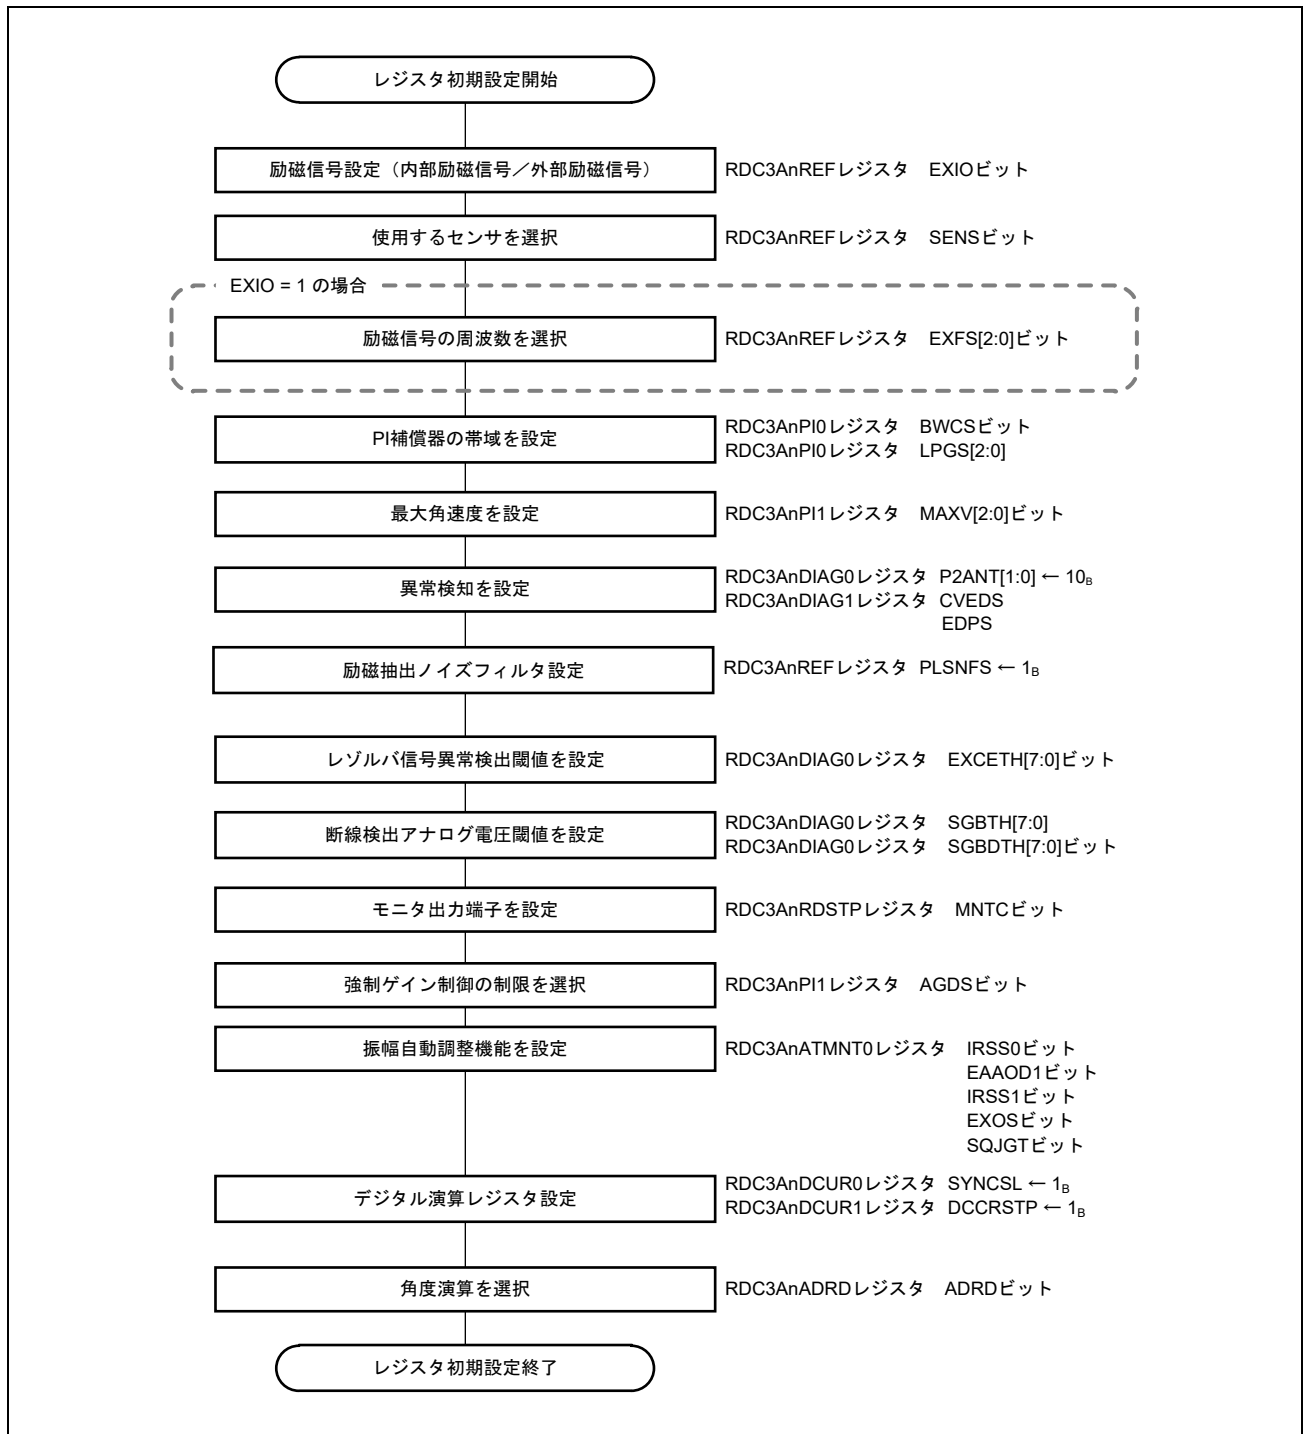 レジスタ初期設定開始
励磁信号設定（内部励磁信号／外部励磁信号） RDC3AnREFレジスタ EXIOビット
使用するセンサを選択 RDC3AnREFレジスタ SENSビット
EXIO = 1 の場合
励磁信号の周波数を選択 RDC3AnREFレジスタ EXFS[2:0]ビット
PI補償器の帯域を設定 RDC3AnPI0レジスタ BWCSビット
RDC3AnPI0レジスタ LPGS[2:0]
最大角速度を設定 RDC3AnPI1レジスタ MAXV[2:0]ビット
異常検知を設定 RDC3AnDIAG0レジスタ P2ANT[1:0] ← 10B
RDC3AnDIAG1レジスタ CVEDS
EDPS
励磁抽出ノイズフィルタ設定 RDC3AnREFレジスタ PLSNFS ← 1B
レゾルバ信号異常検出閾値を設定 RDC3AnDIAG0レジスタ EXCETH[7:0]ビット
断線検出アナログ電圧閾値を設定 RDC3AnDIAG0レジスタ SGBTH[7:0]
RDC3AnDIAG0レジスタ SGBDTH[7:0]ビット
モニタ出力端子を設定 RDC3AnRDSTPレジスタ MNTCビット
強制ゲイン制御の制限を選択 RDC3AnPI1レジスタ AGDSビット
振幅自動調整機能を設定 RDC3AnATMNT0レジスタ IRSS0ビット
EAAOD1ビット
IRSS1ビット
EXOSビット
SQJGTビット
デジタル演算レジスタ設定 RDC3AnDCUR0レジスタ SYNCSL ← 1B
RDC3AnDCUR1レジスタ DCCRSTP ← 1B
角度演算を選択 RDC3AnADRDレジスタ ADRDビット
レジスタ初期設定終了